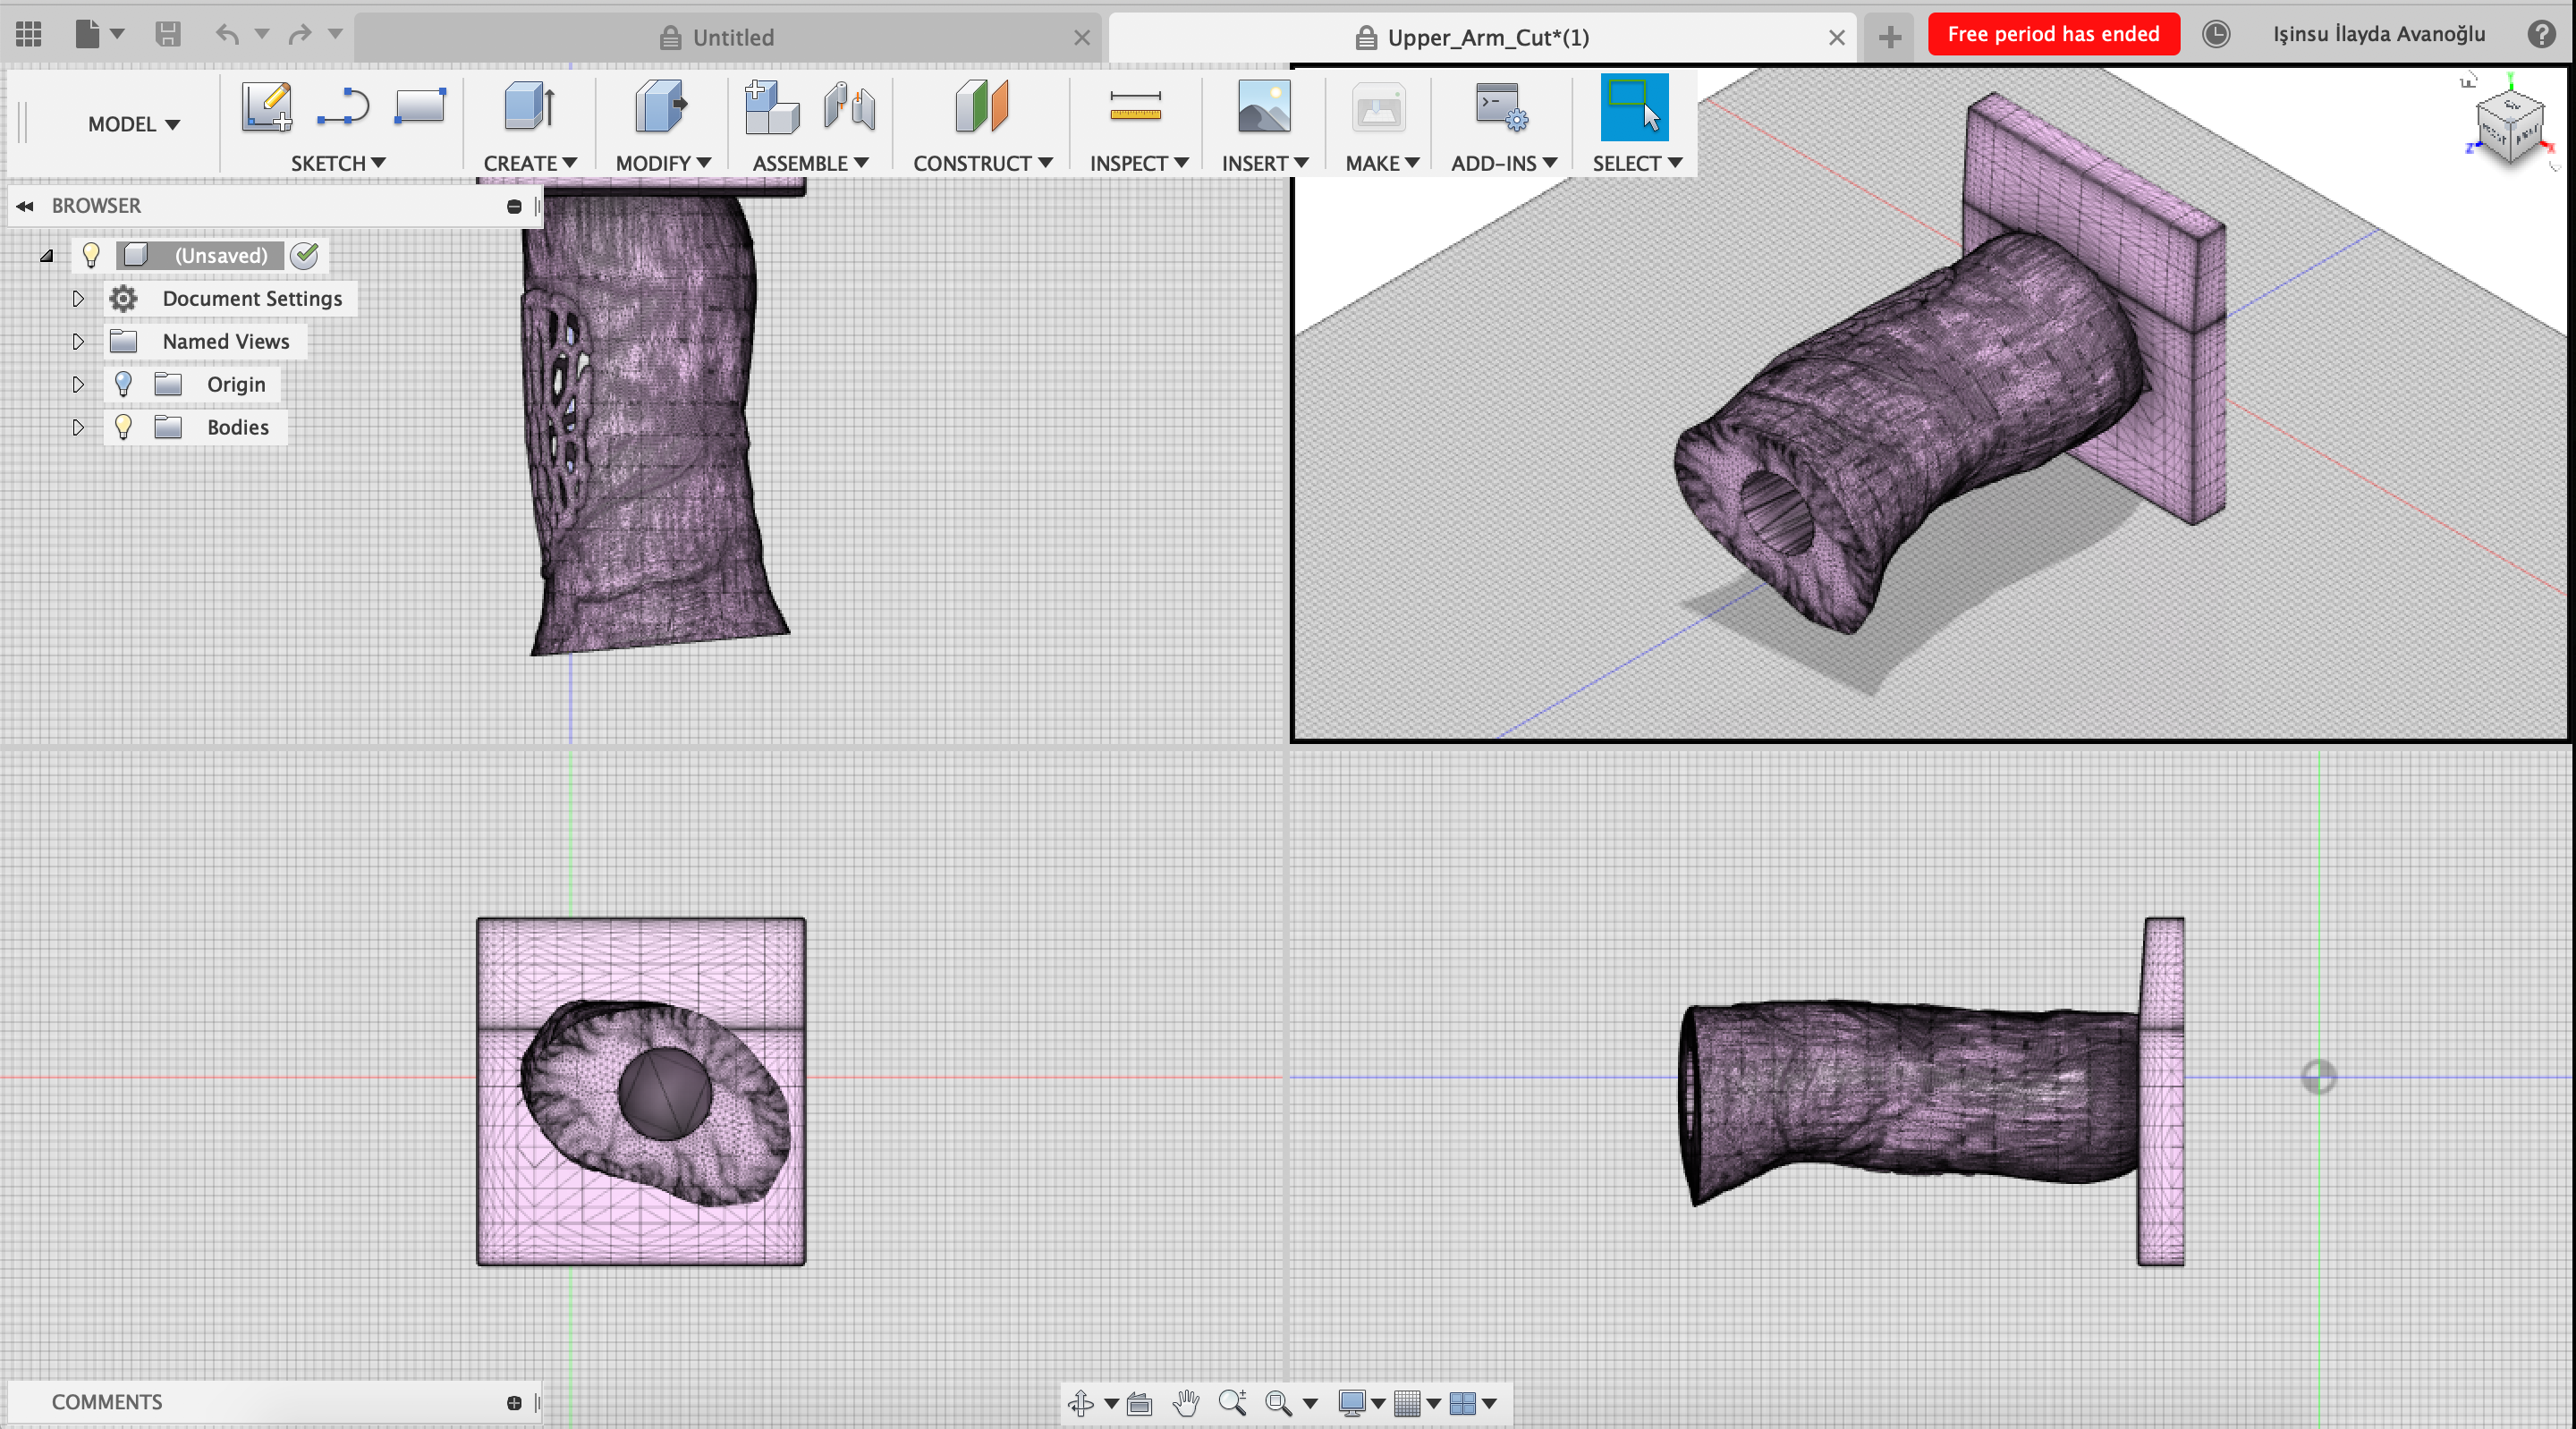 Untitled
Upper_Arm_Cut*(1)
Free period has ended
Işinsu İlayda Avanoğlu
MODEL
SKETCH
CREATE
MODIFY
ASSEMBLE
CONSTRUCT
INSPECT
INSERT
MAKE
ADD-INS
SELECT
BROWSER
(Unsaved)
Document Settings
Named Views
Origin
Bodies
Y
Z
X
COMMENTS